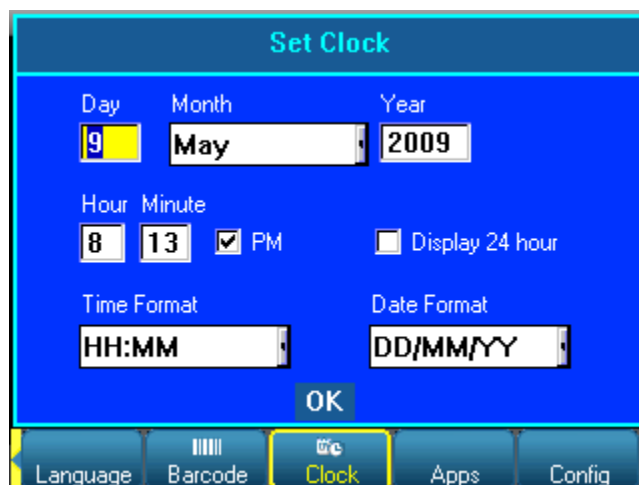 Set Clock
Day Month Year
9 May 2009
Hour Minute
8 13 PM Display 24 hour
Time Format Date Format
HH:MM DD/MM/YY
OK
Language Barcode Clock Apps Config